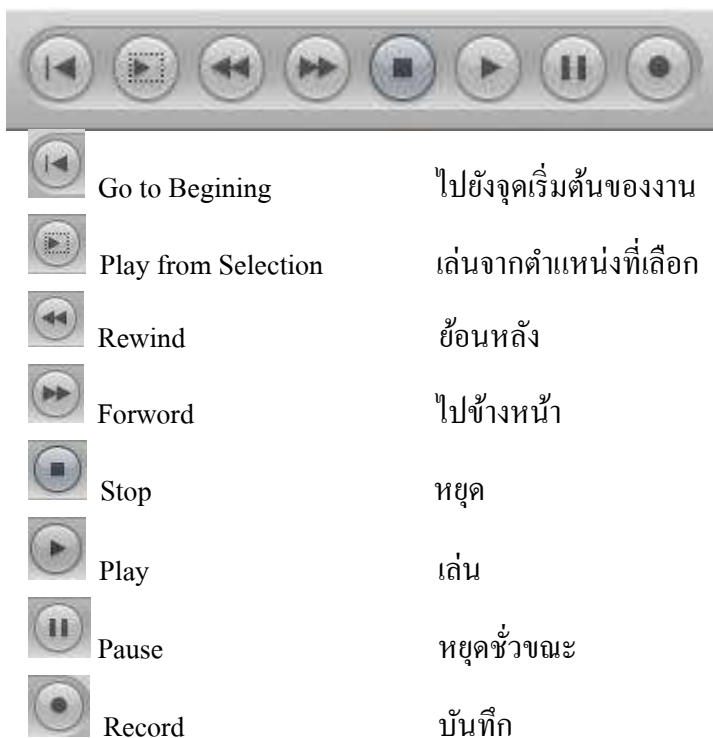 Go to Begining ไปยังจุดเริ่มต้นของงาน
Play from Selection เล่นจากตำแหน่งที่เลือก
Rewind ย้อนหลัง
Forword ไปข้างหน้า
Stop หยุด
Play เล่น
Pause หยุดชั่วขณะ
Record บันทึก